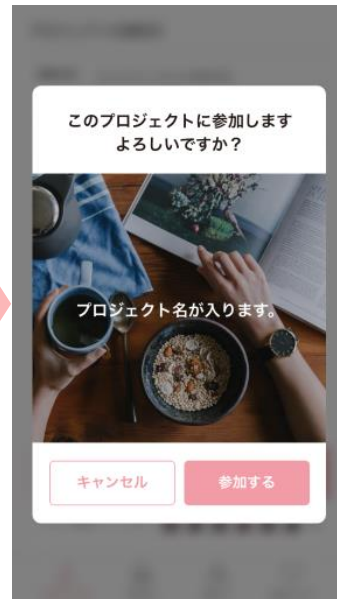 このプロジェクトに参加します
よろしいですか？
プロジェクト名が入ります。
キャンセル
参加する